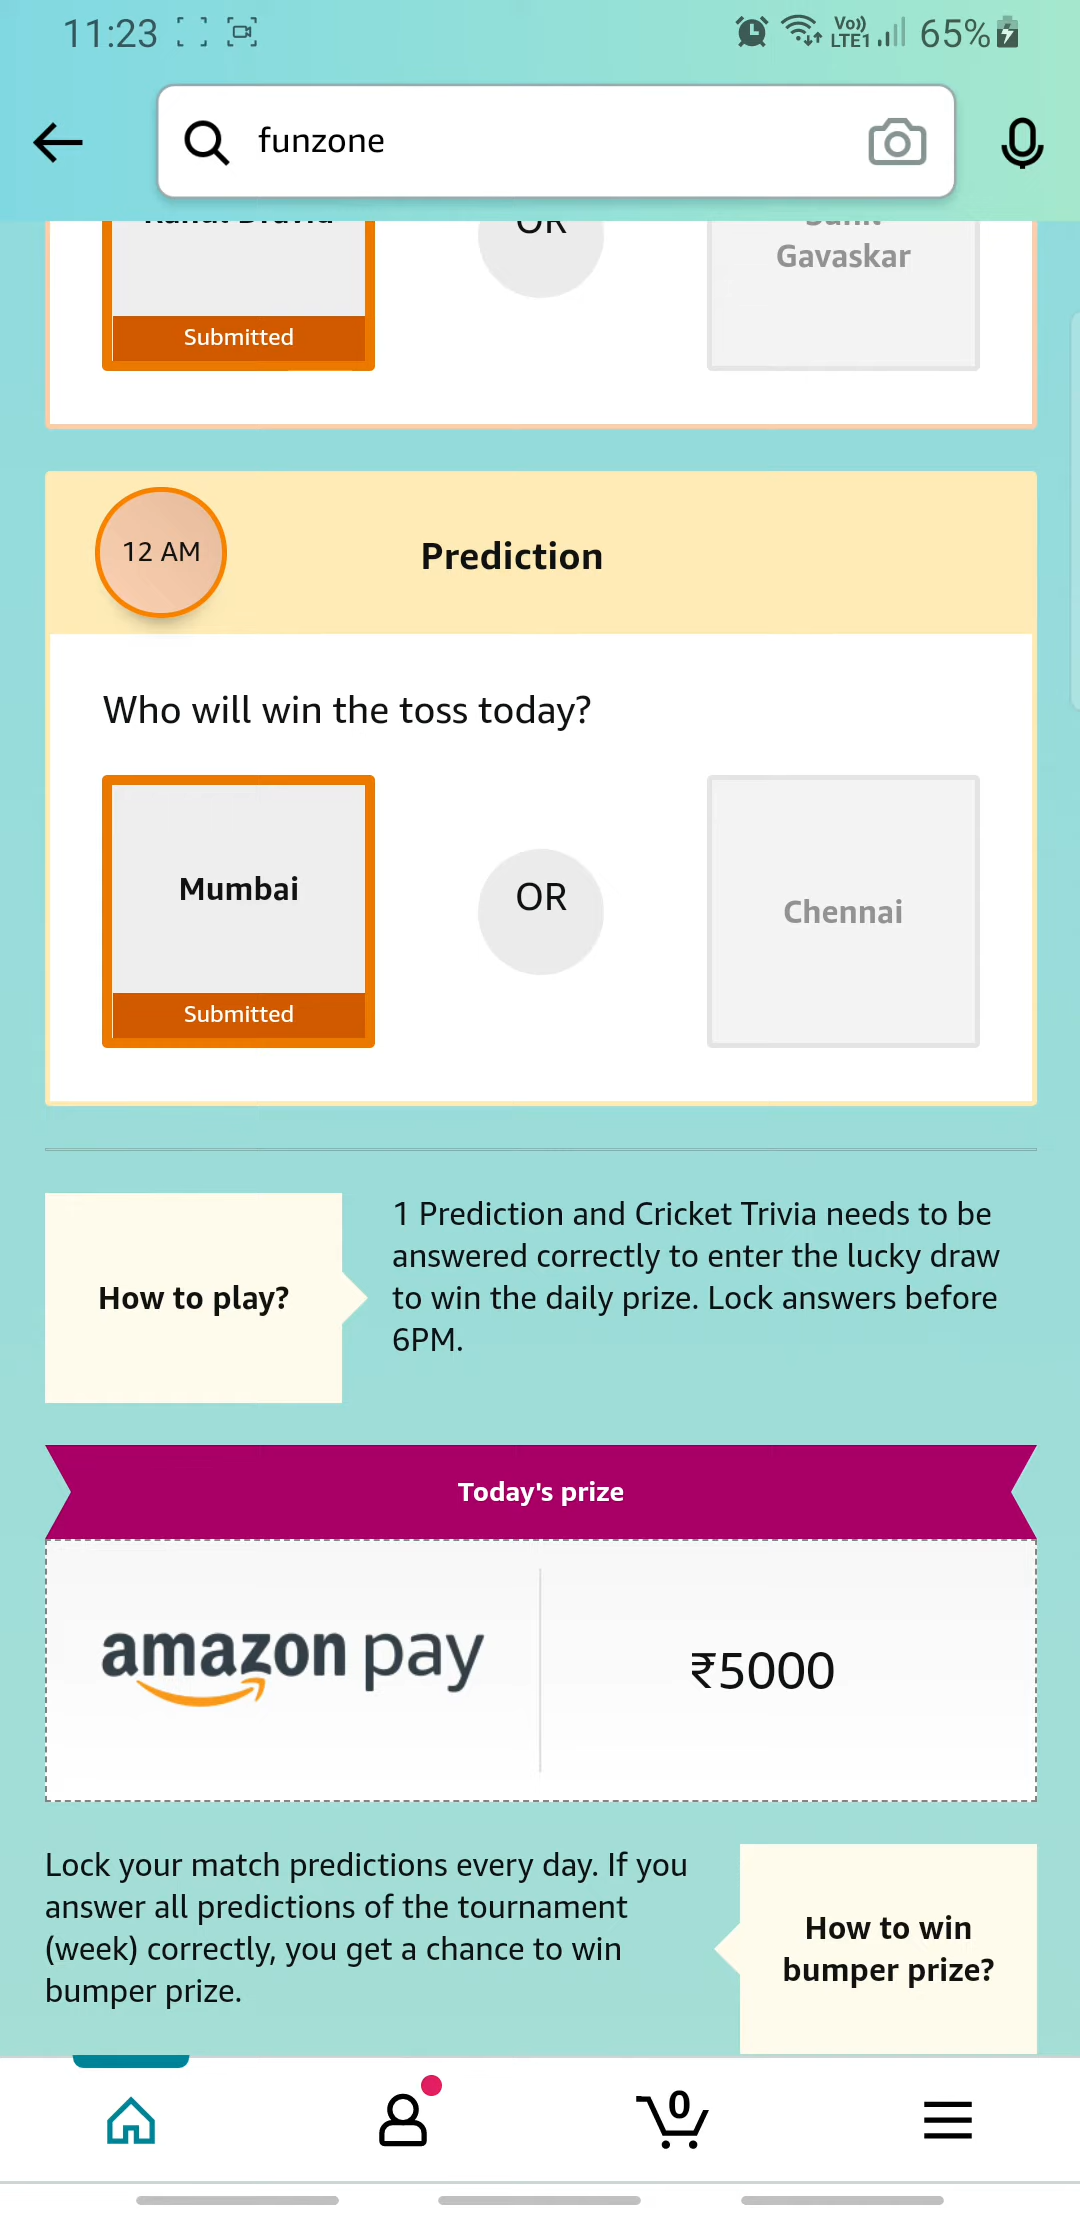 11:23
Vo))
LTE1
65%
funzone
OR
Gavaskar
Submitted
12 AM
Prediction
Who will win the toss today?
Mumbai
OR
Chennai
Submitted
How to play?
1 Prediction and Cricket Trivia needs to be
answered correctly to enter the lucky draw
to win the daily prize. Lock answers before
6PM.
Today's prize
amazon pay
₹5000
Lock your match predictions every day. If you
answer all predictions of the tournament
(week) correctly, you get a chance to win
bumper prize.
How to win
bumper prize?
0